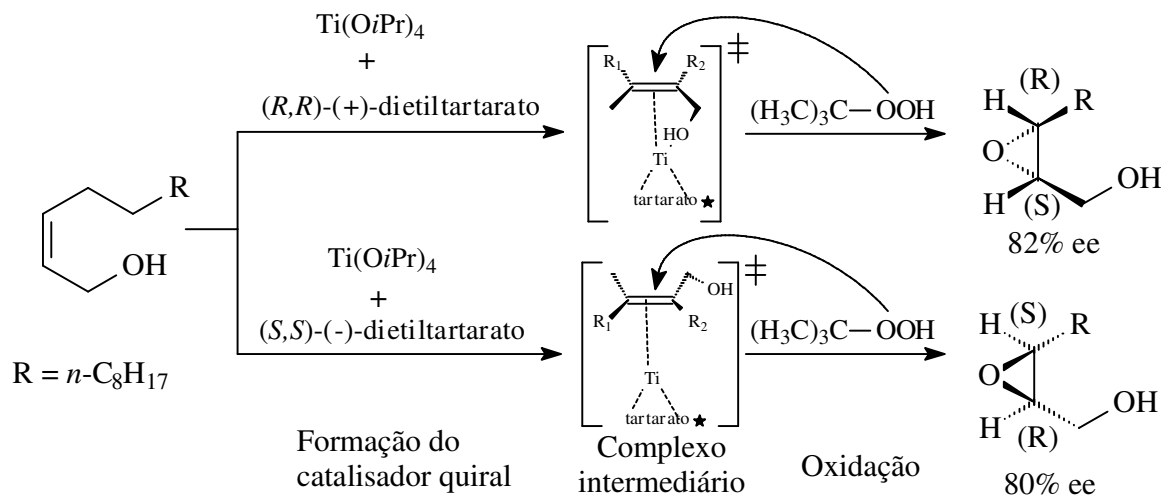 Ti(OiPr)4
+
(R,R)-(+)-dietiltartarato
R1
R2
HO
Ti
tartarato ★
‡
(H3C)3C—OOH
H
(R)
R
O
H
(S)
OH
82% ee
R
OH
R = n-C8H17
Ti(OiPr)4
+
(S,S)-(-)-dietiltartarato
OH
R1
R2
Ti
tartarato ★
‡
(H3C)3C—OOH
H
(S)
R
O
H
(R)
OH
80% ee
Formação do
catalisador quiral
Complexo
intermediário
Oxidação